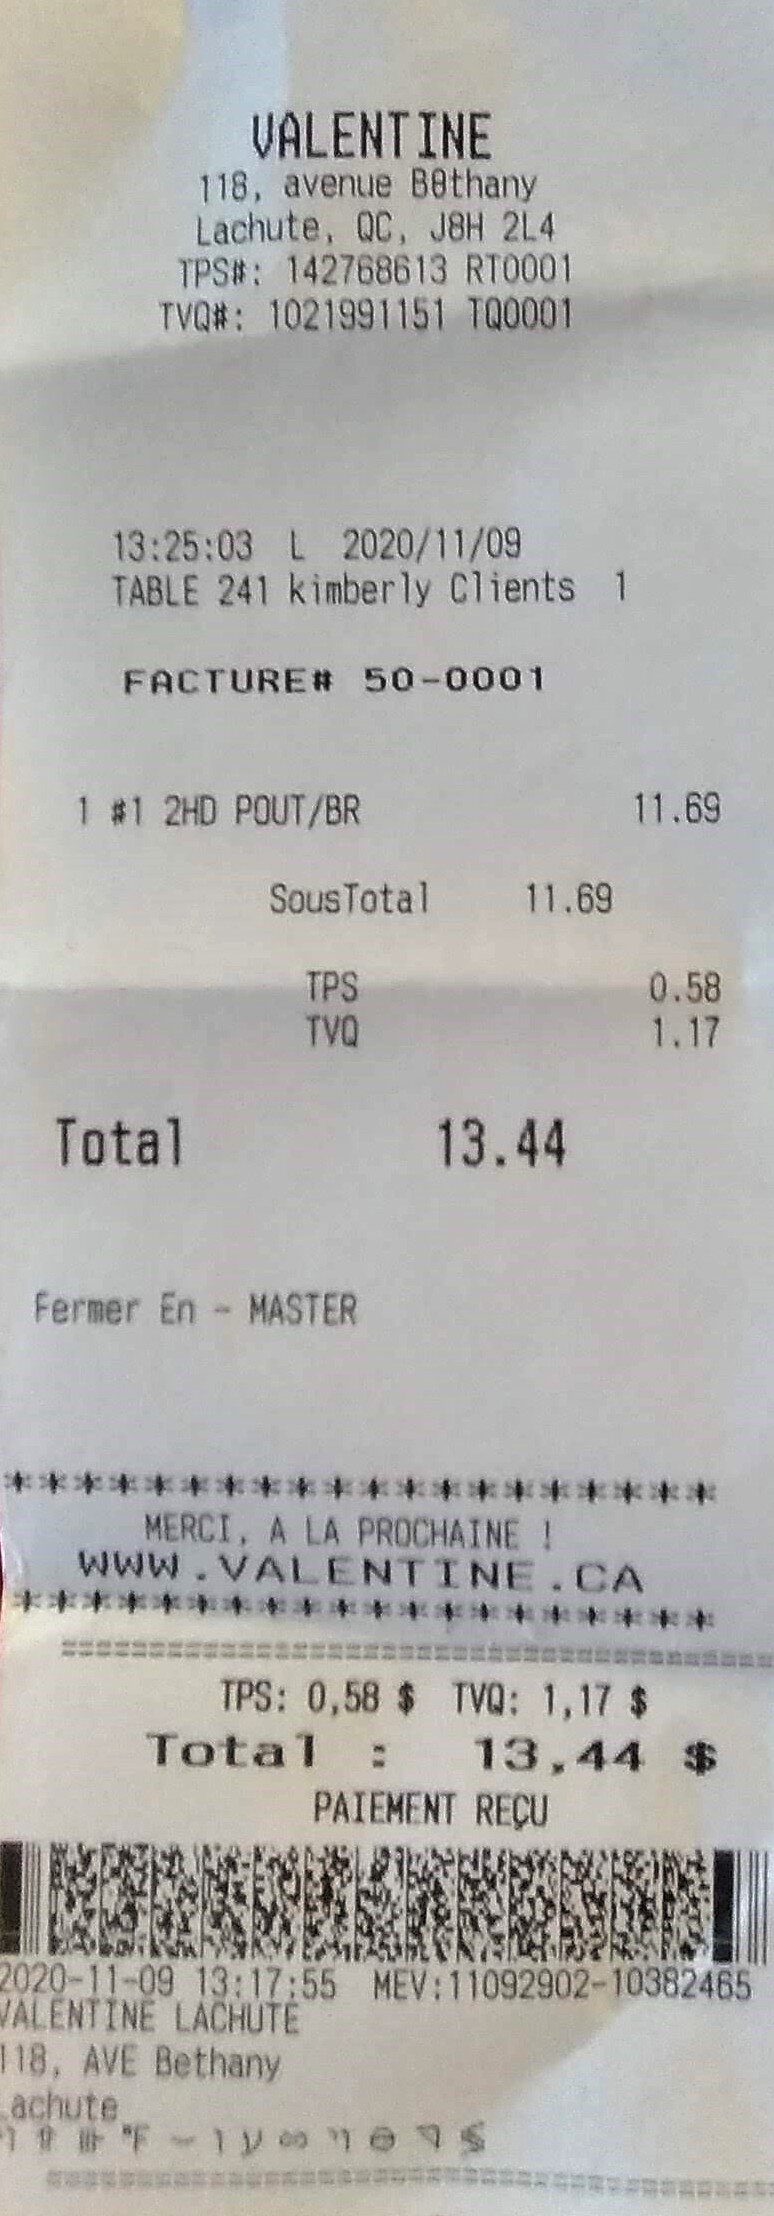 VALENTINE
118, avenue B0thany
Lachute, QC, J8H 2L4
TPS#: 142768613 RT0001
TVQ#: 1021991151 TQ0001
13:25:03 L 2020/11/09
TABLE 241 kimberly Clients 1
FACTURE# 50-0001
1 #1 2HD POUT/BR 11.69
SousTotal 11.69
TPS 0.58
TVQ 1.17
Total 13.44
Fermer En - MASTER
********************
MERCI, A LA PROCHAINE !
WWW.VALENTINE.CA
********************
========================================
TPS: 0,58 $ TVQ: 1,17 $
Total : 13,44 $
PAIEMENT REÇU
2020-11-09 13:17:55 MEV:11092902-10382465
VALENTINE LACHUTE
118, AVE Bethany
Lachute
========================================